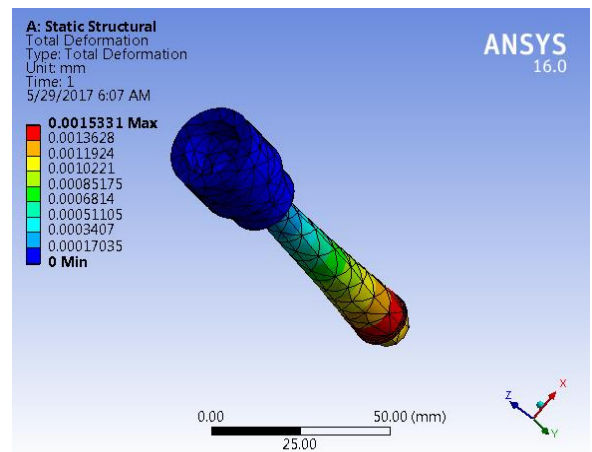 A: Static Structural
Total Deformation
Type: Total Deformation
Unit: mm
Time: 1
5/29/2017 6:07 AM
ANSYS
16.0
0.0015331 Max
0.0013628
0.0011924
0.0010221
0.00085175
0.0006814
0.00051105
0.0003407
0.00017035
0 Min
0.00
50.00 (mm)
25.00
Z
X
Y